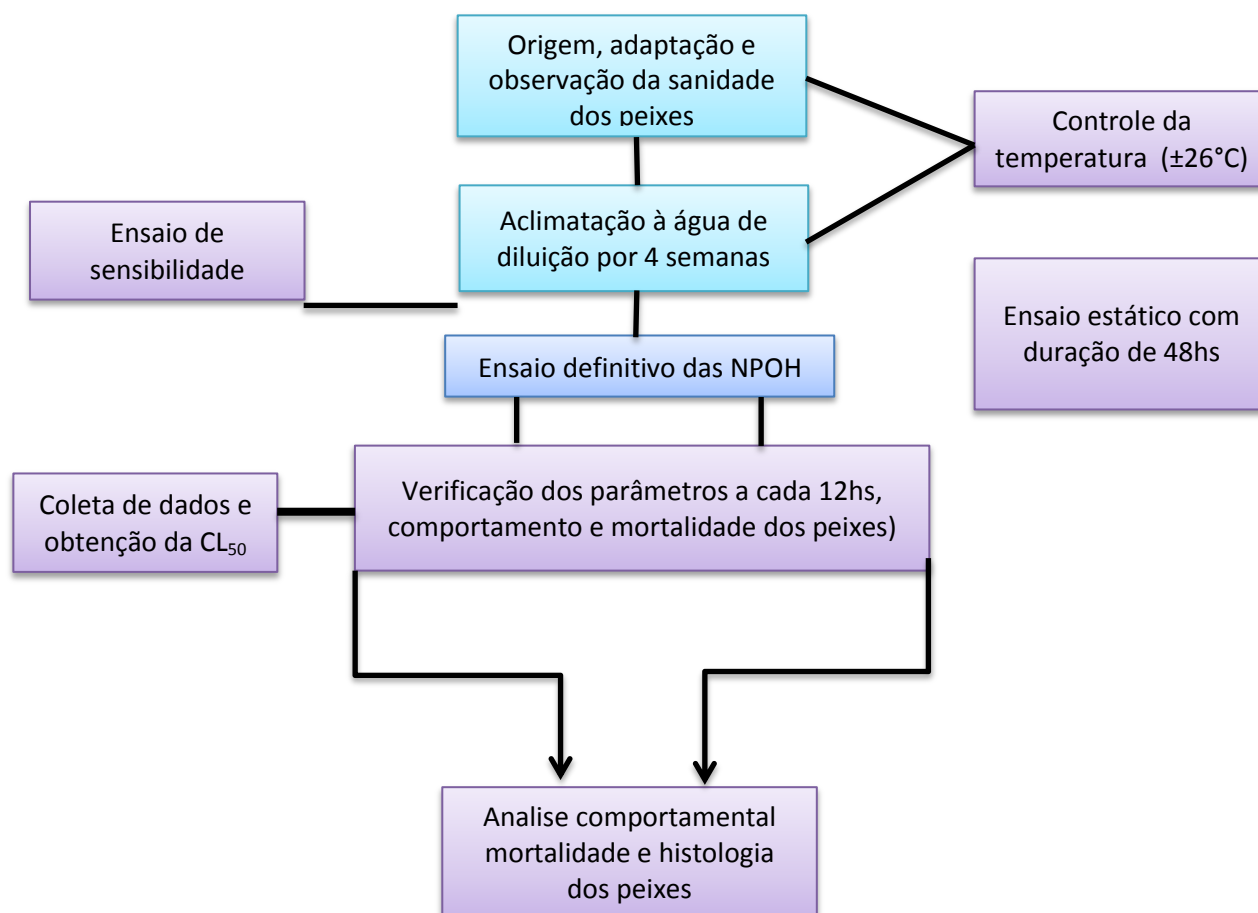 Origem, adaptação e
observação da sanidade
dos peixes
Controle da
temperatura (±26°C)
Aclimatação à água de
diluição por 4 semanas
Ensaio de
sensibilidade
Ensaio estático com
duração de 48hs
Ensaio definitivo das NPOH
Verificação dos parâmetros a cada 12hs,
comportamento e mortalidade dos peixes)
Coleta de dados e
obtenção da CL₅₀
Analise comportamental
mortalidade e histologia
dos peixes